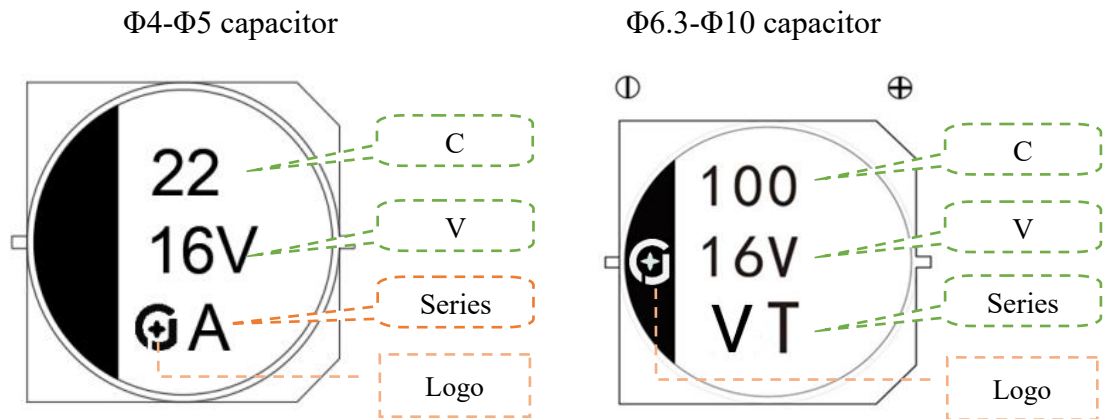 Φ4-Φ5 capacitor
22
16V
A
C
V
Series
Logo
Φ6.3-Φ10 capacitor
100
16V
VT
C
V
Series
Logo